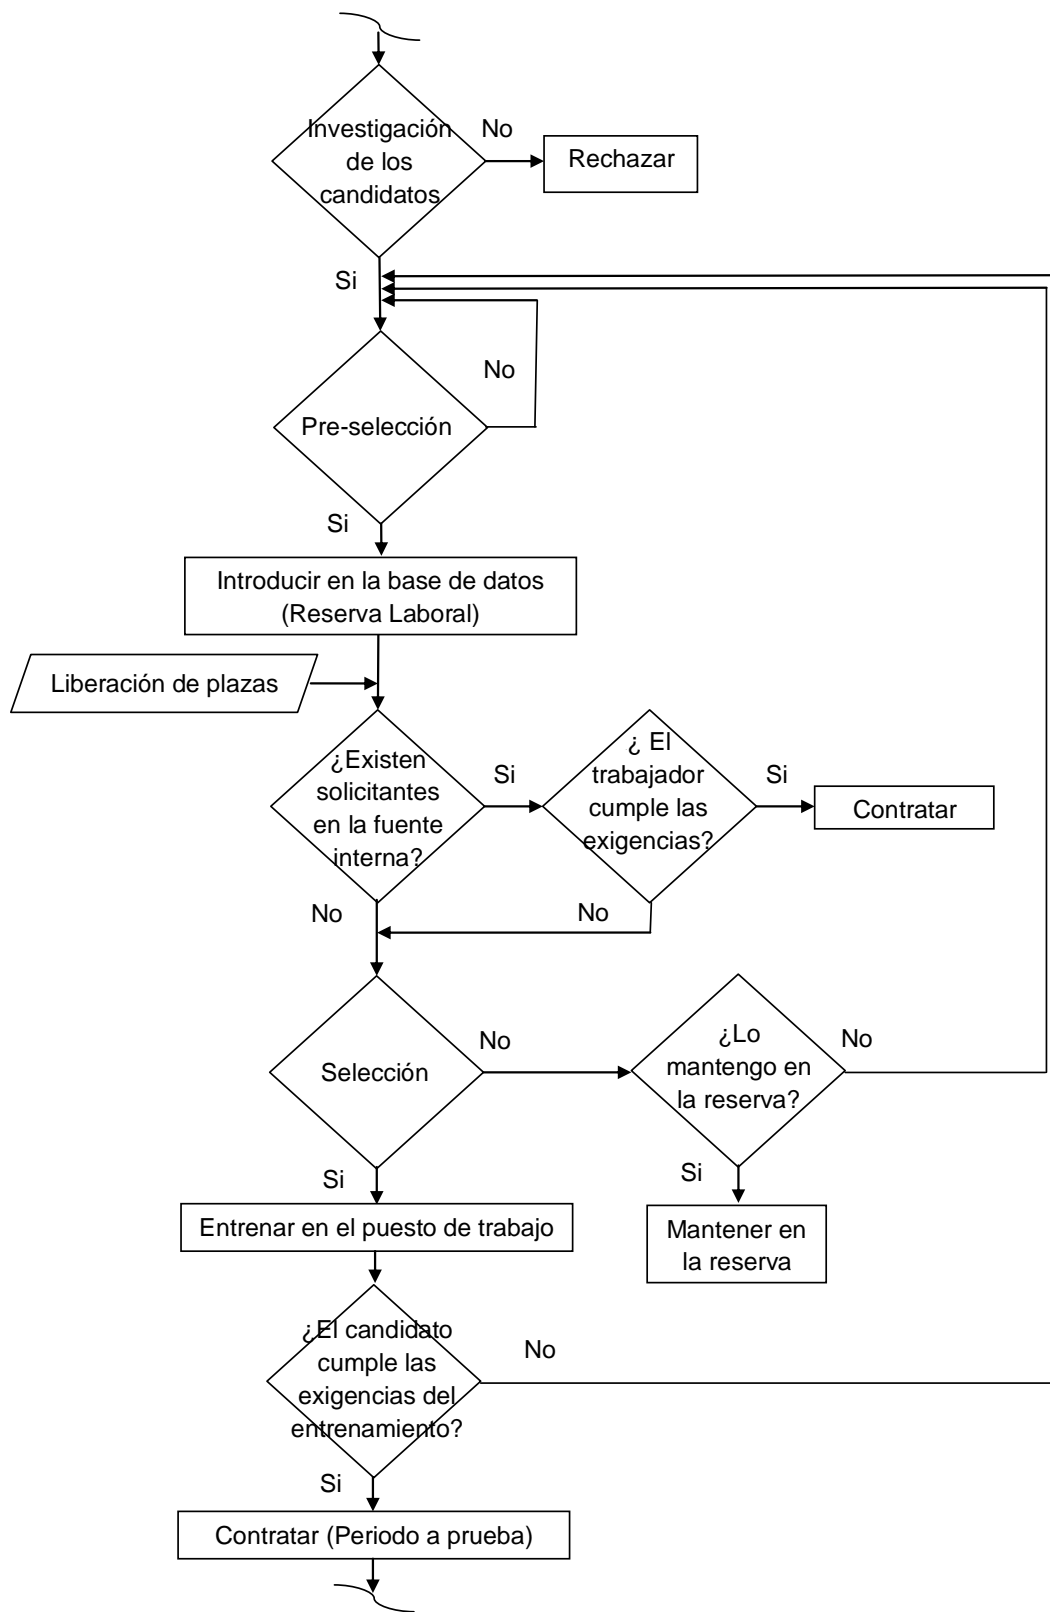 Investigación
de los
candidatos
No
Rechazar
Si
No
Pre-selección
Si
Introducir en la base de datos
(Reserva Laboral)
Liberación de plazas
¿Existen
solicitantes
en la fuente
interna?
Si
¿ El
trabajador
cumple las
exigencias?
Si
Contratar
No
No
Selección
No
¿Lo
mantengo en
la reserva?
No
Si
Si
Entrenar en el puesto de trabajo
Mantener en
la reserva
¿El candidato
cumple las
exigencias del
entrenamiento?
No
Si
Contratar (Periodo a prueba)